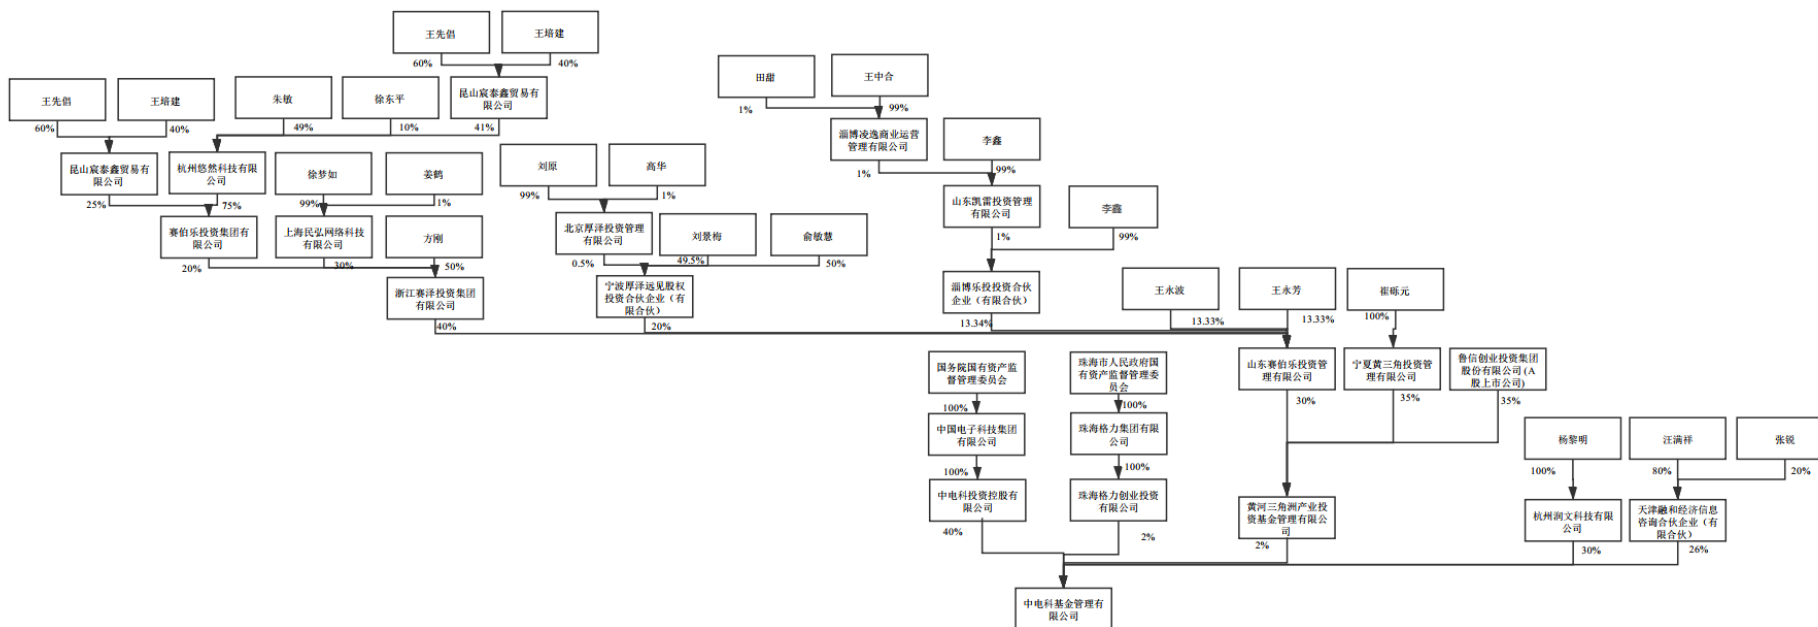 王先倡
王培建
60%
40%
田甜
王中合
1%
99%
王先倡
王培建
朱敏
徐东平
昆山宸泰鑫贸易有
限公司
60%
40%
49%
10%
41%
淄博凌逸商业运营
管理有限公司
李鑫
1%
99%
昆山宸泰鑫贸易有
限公司
杭州悠然科技有限
公司
徐梦如
姜鹤
刘原
高华
25%
75%
99%
1%
99%
1%
山东凯雷投资管理
有限公司
李鑫
1%
99%
赛伯乐投资集团有
限公司
上海民弘网络科技
有限公司
方刚
北京厚泽投资管理
有限公司
刘景梅
俞敏慧
20%
30%
50%
0.5%
49.5%
50%
浙江赛泽投资集团
有限公司
宁波厚泽远见股权
投资合伙企业（有
限合伙）
淄博乐投投资合伙
企业（有限合伙）
王永波
王永芳
崔砾元
40%
20%
13.34%
13.33%
13.33%
100%
国务院国有资产监
督管理委员会
珠海市人民政府国
有资产监督管理委
员会
山东赛伯乐投资管
理有限公司
宁夏黄三角投资管
理有限公司
鲁信创业投资集团
股份有限公司(A
股上市公司)
100%
100%
30%
35%
35%
中国电子科技集团
有限公司
珠海格力集团有限
公司
杨黎明
汪满祥
张锐
100%
100%
100%
80%
20%
中电科投资控股有
限公司
珠海格力创业投资
有限公司
黄河三角洲产业投
资基金管理有限公
司
杭州润文科技有限
公司
天津融和经济信息
咨询合伙企业（有
限合伙）
40%
2%
2%
30%
26%
中电科基金管理有
限公司